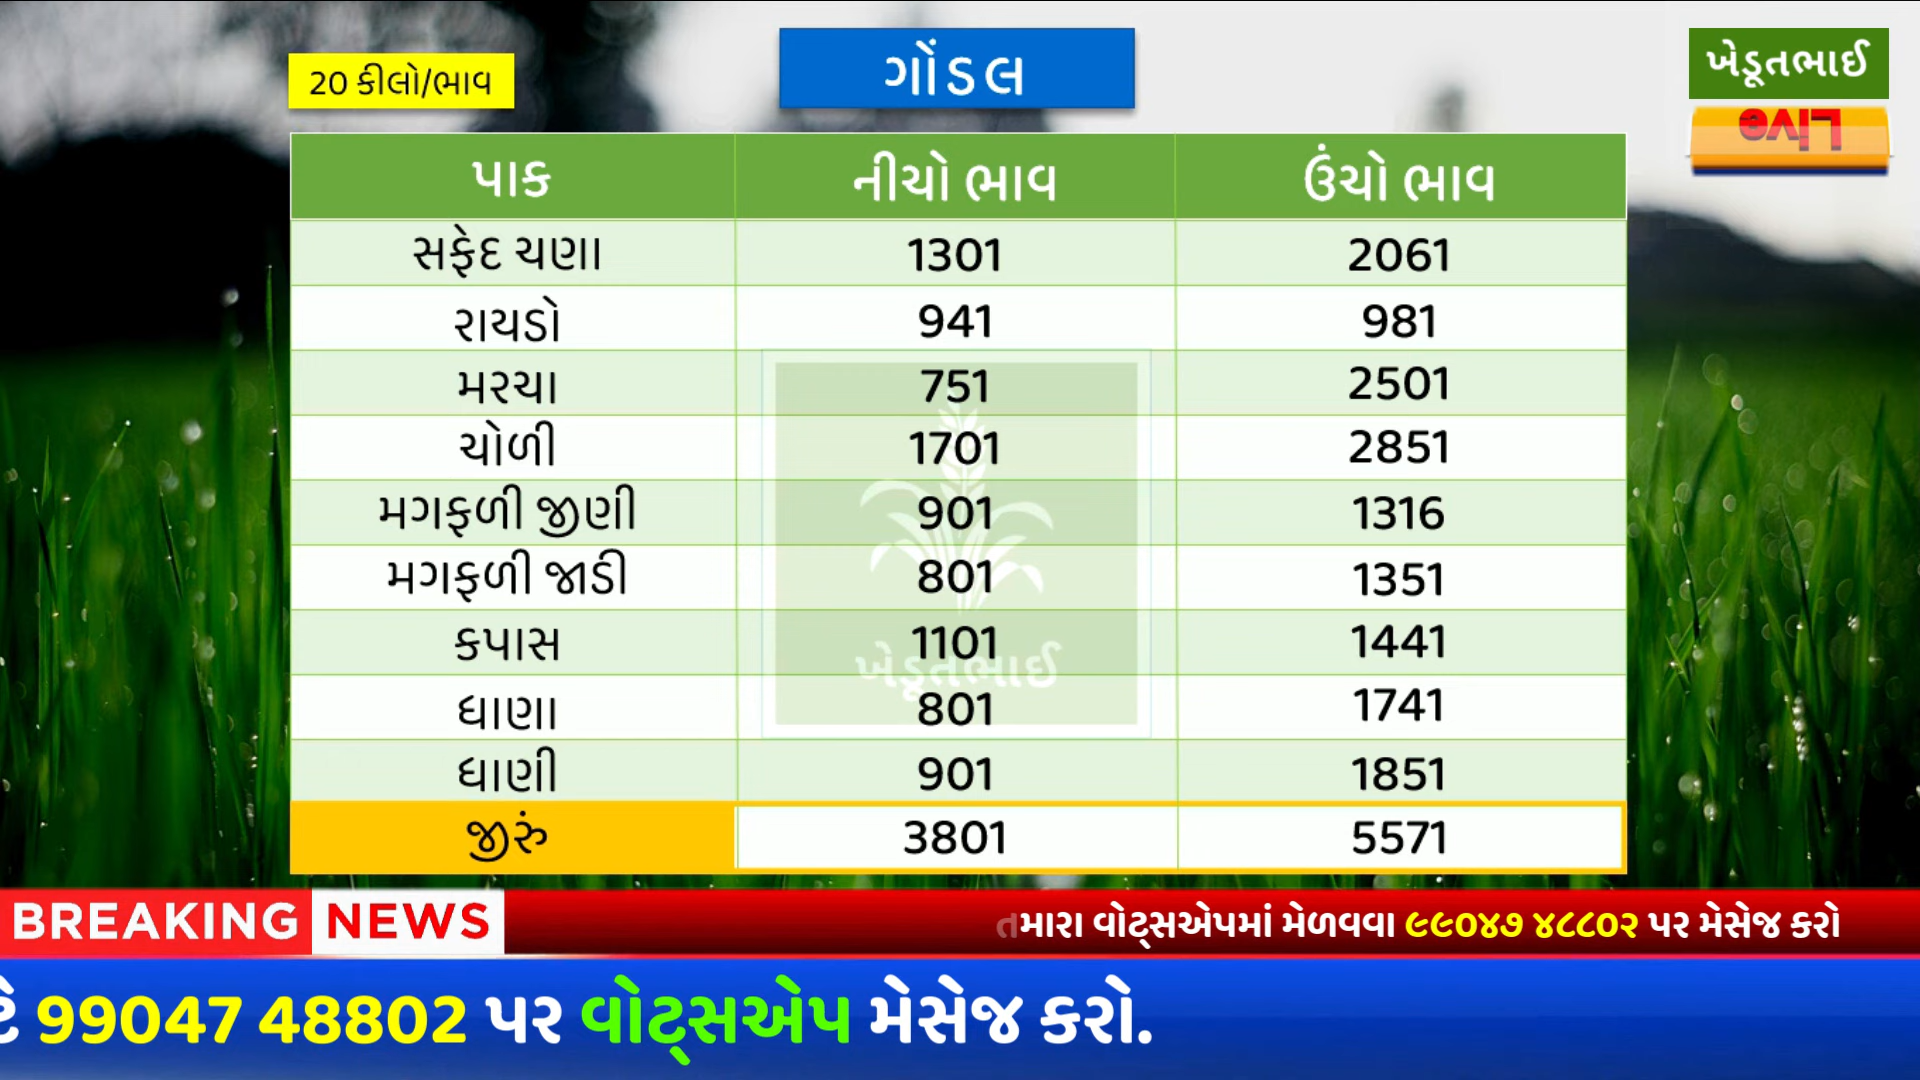 20 કીલો/ભાવ
ગોંડલ
ખેડૂતભાઈ
Live
પાક નીચો ભાવ ઉંચો ભાવ
સફેદ ચણા 1301 2061
રાયડો 941 981
મરચા 751 2501
ચોળી 1701 2851
મગફળી જીણી 901 1316
મગફળી જાડી 801 1351
કપાસ 1101 1441
ખેડૂતભાઈ
ધાણા 801 1741
ધાણી 901 1851
જીરું 3801 5571
BREAKING NEWS તમારા વોટ્સએપમાં મેળવવા ૯૯૦૪૭ ૪૮૮૦૨ પર મેસેજ કરો
99047 48802 પર વોટ્સએપ મેસેજ કરો.